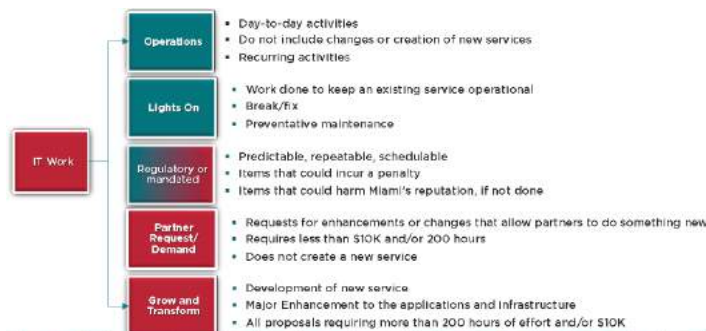 Operations
Day-to-day activities
Do not include changes or creation of new services
Recurring activities
Lights On
Work done to keep an existing service operational
Break/fix
Preventative maintenance
IT Work
Regulatory or
mandated
Predictable, repeatable, schedulable
Items that could incur a penalty
Items that could harm Miami's reputation, if not done
Partner
Request/
Demand
Requests for enhancements or changes that allow partners to do something new
Requires less than $10K and/or 200 hours
Does not create a new service
Grow and
Transform
Development of new service
Major Enhancement to the applications and infrastructure
All proposals requiring more than 200 hours of effort and/or $10K